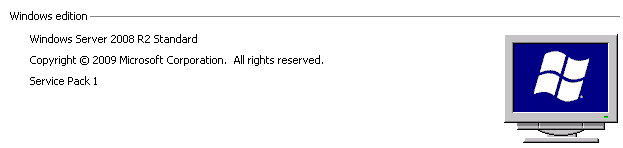 Windows edition
Windows Server 2008 R2 Standard
Copyright © 2009 Microsoft Corporation.  All rights reserved.
Service Pack 1